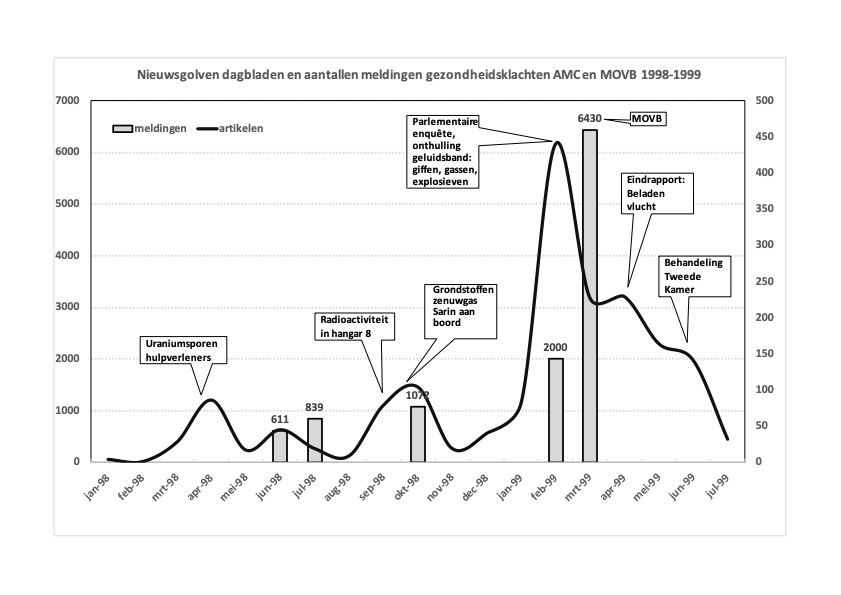 Nieuwsgolven dagbladen en aantallen meldingen gezondheidsklachten AMC en MOVB 1998-1999
7000
6000
5000
4000
3000
2000
1000
0
500
450
400
350
300
250
200
150
100
50
0
meldingen
artikelen
Parlementaire
enquête,
onthulling
geluidsband:
giffen, gassen,
explosieven
6430
MOVB
Eindrapport:
Beladen
vlucht
Behandeling
Tweede
Kamer
Grondstoffen
zenuwgas
Sarin aan
boord
Radioactiviteit
in hangar 8
Uraniumsporen
hulpverleners
611
839
1072
2000
jan-98
feb-98
mrt-98
apr-98
mei-98
jun-98
jul-98
aug-98
sep-98
okt-98
nov-98
dec-98
jan-99
feb-99
mrt-99
apr-99
mei-99
jun-99
jul-99